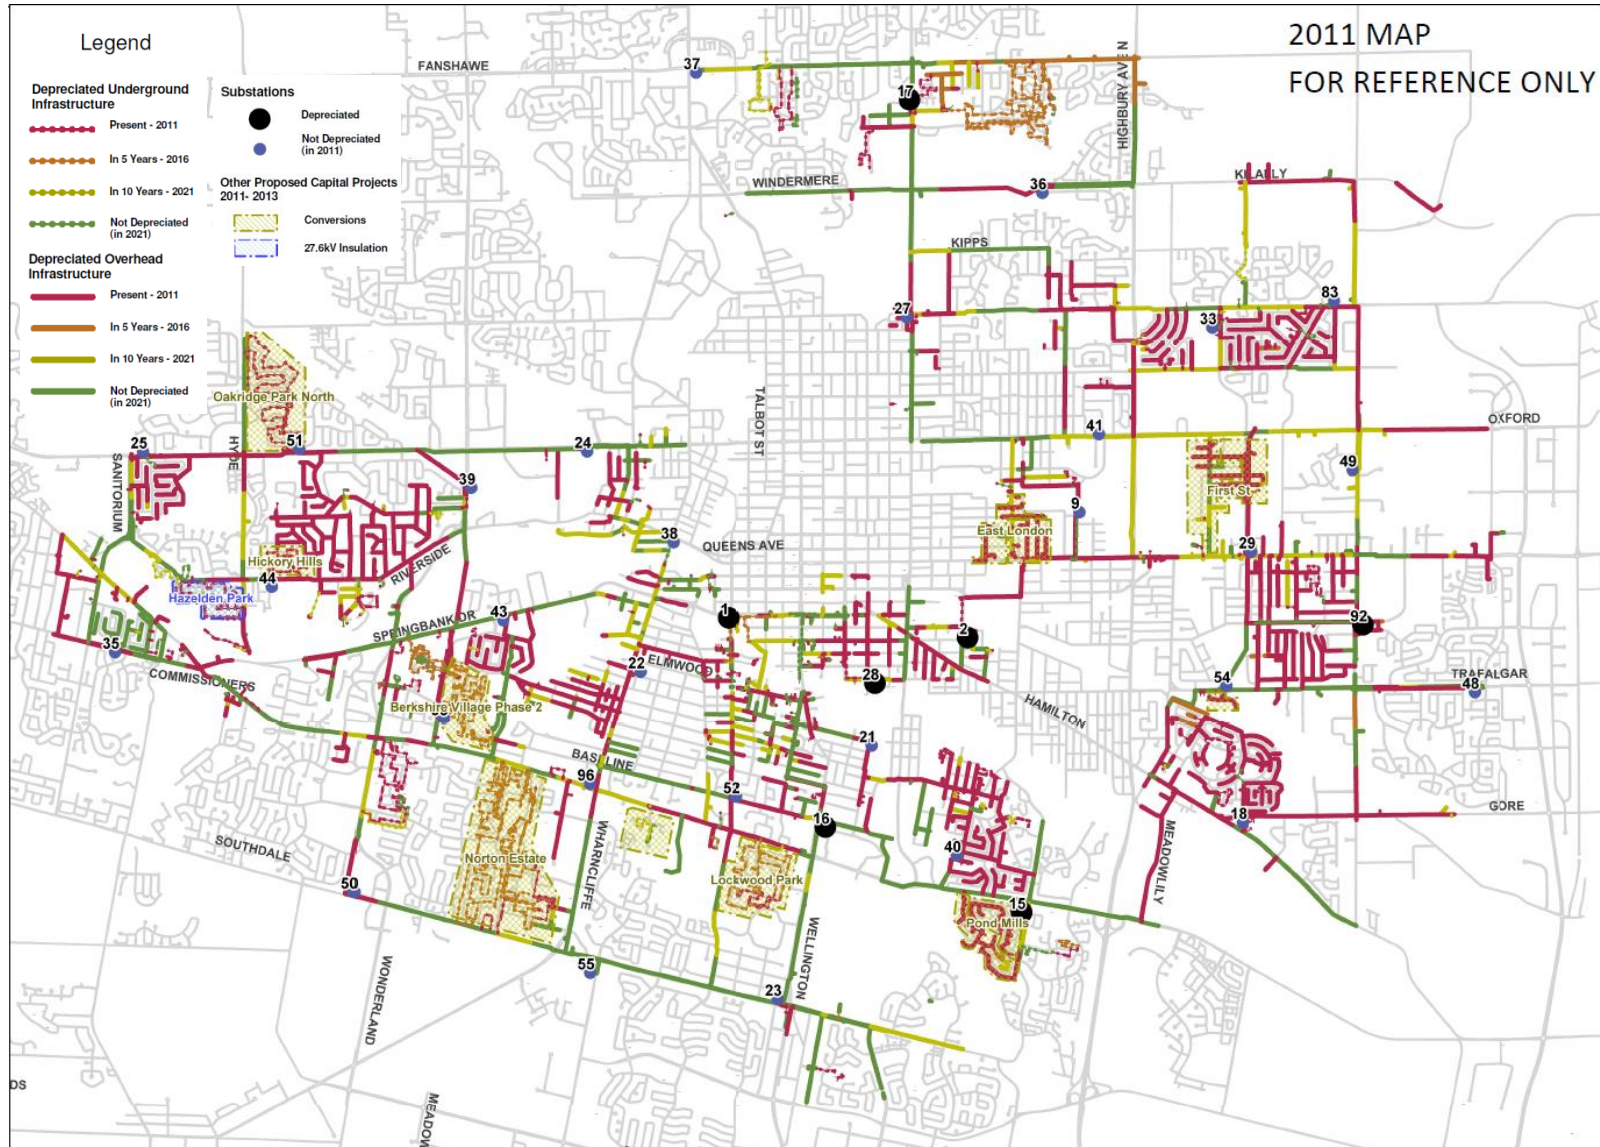 2011 MAP
FOR REFERENCE ONLY
Legend
Depreciated Underground
Infrastructure
Present - 2011
In 5 Years - 2016
In 10 Years - 2021
Not Depreciated
(in 2021)
Depreciated Overhead
Infrastructure
Present - 2011
In 5 Years - 2016
In 10 Years - 2021
Not Depreciated
(in 2021)
Substations
Depreciated
Not Depreciated
(in 2011)
Other Proposed Capital Projects
2011- 2013
Conversions
27.6kV Insulation
FANSHAWE
37
17
HIGHBURY AVE N
WINDERMERE
36
KILALLY
KIPPS
27
83
33
Oakridge Park North
TALBOT ST
OXFORD
41
25
HYDE
51
24
SANITORIUM
39
49
First St
9
East London
38
QUEENS AVE
29
Hickory Hills
RIVERSIDE
44
Hazelden Park
43
SPRINGBANK DR
1
2
92
35
COMMISSIONERS
22
ELMWOOD
28
54
TRAFALGAR
48
Berkshire Village Phase 2
HAMILTON
21
BASELINE
96
52
16
18
GORE
SOUTHDALE
WHARNCLIFFE
MEADOWLILY
Norton Estate
40
50
Lockwood Park
15
Pond Mills
WELLINGTON
WONDERLAND
55
23
DS
MEADOW